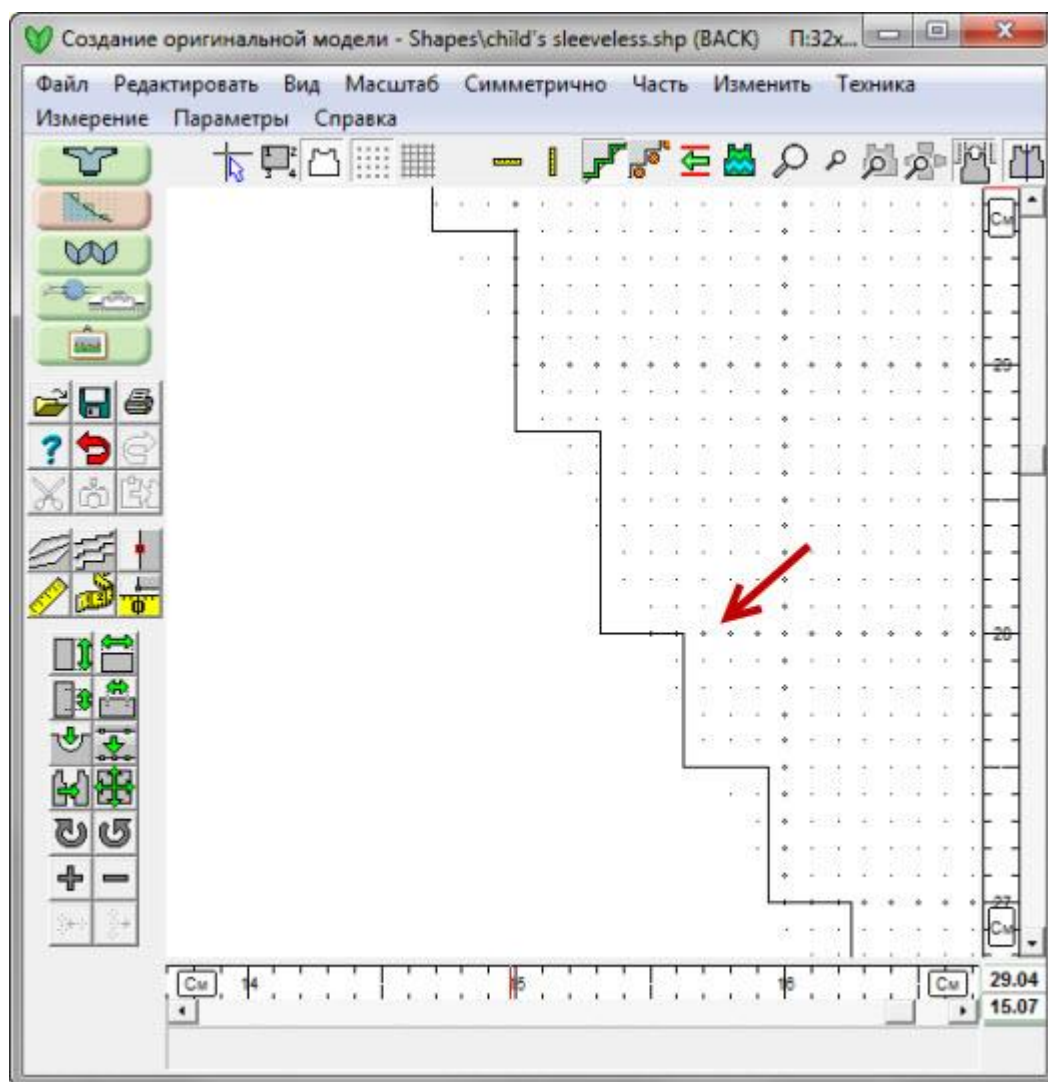 Создание оригинальной модели - Shapes\child's sleeveless.shp (BACK) П:32x...
Файл Редактировать Вид Масштаб Симметрично Часть Изменить Техника
Измерение Параметры Справка
См
29
28
27
См
См 14 15 16 См
29.04
15.07